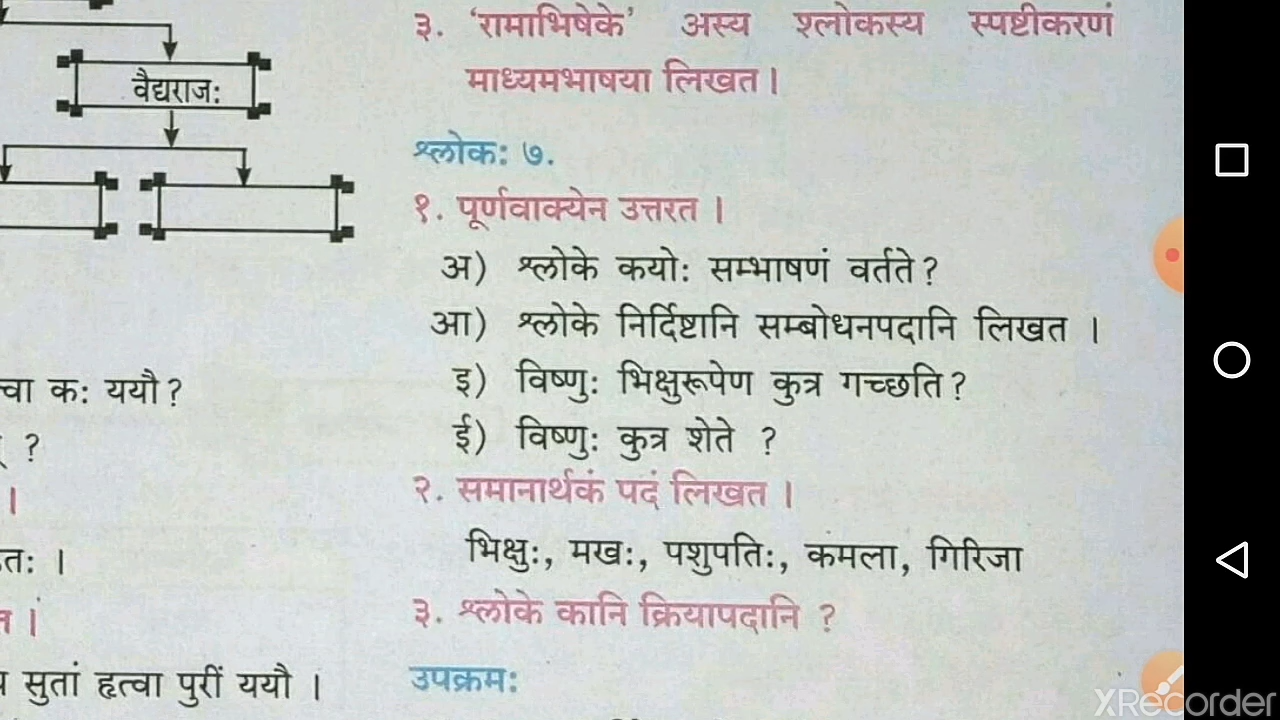 ३. ‘रामाभिषेके’ अस्य श्लोकस्य स्पष्टीकरणं
माध्यमभाषया लिखत ।
वैद्यराज:
श्लोक: ७.
१. पूर्णवाक्येन उत्तरत ।
अ) श्लोके कयो: सम्भाषणं वर्तते ?
आ) श्लोके निर्दिष्टानि सम्बोधनपदानि लिखत ।
इ) विष्णु: भिक्षुरूपेण कुत्र गच्छति ?
ई) विष्णु: कुत्र शेते ?
२. समानार्थकं पदं लिखत ।
भिक्षु:, मख:, पशुपति:, कमला, गिरिजा
३. श्लोके कानि क्रियापदानि ?
उपक्रम:
क: ययौ ?
?
।
।
।
सुतां हृत्वा पुरीं ययौ ।
XRecorder